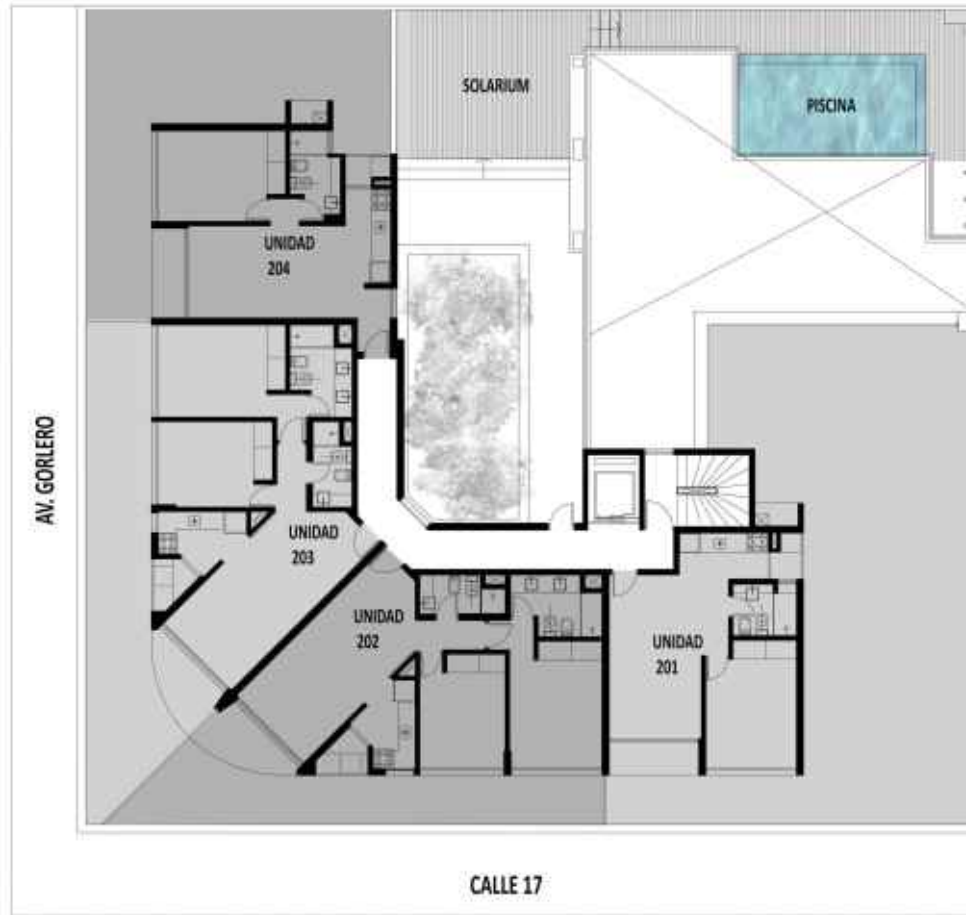 SOLARIUM
PISCINA
UNIDAD
204
AV. GORLERO
UNIDAD
203
UNIDAD
202
UNIDAD
201
CALLE 17